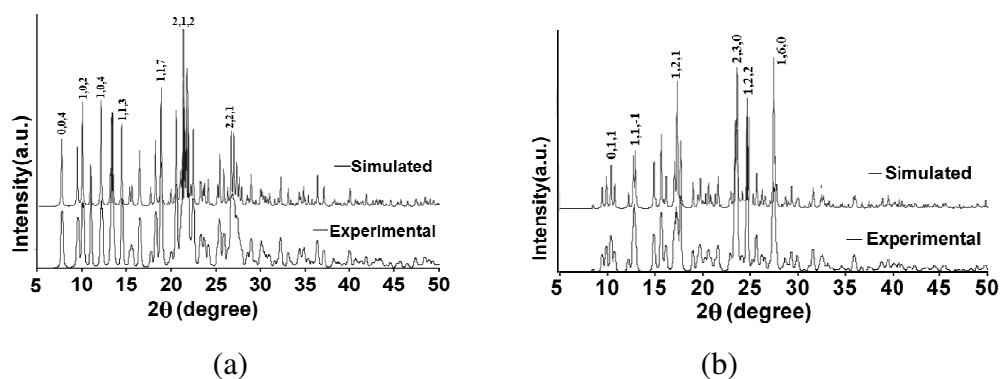 2,1,2
1,1,7
1,0,2
1,0,4
0,0,4
1,1,3
2,2,1
Simulated
Experimental
Intensity(a.u.)
5 10 15 20 25 30 35 40 45 50
2θ (degree)
(a)
1,6,0
2,3,0
1,2,1
1,2,2
0,1,1
1,1,-1
Simulated
Experimental
Intensity(a.u.)
5 10 15 20 25 30 35 40 45 50
2θ (degree)
(b)